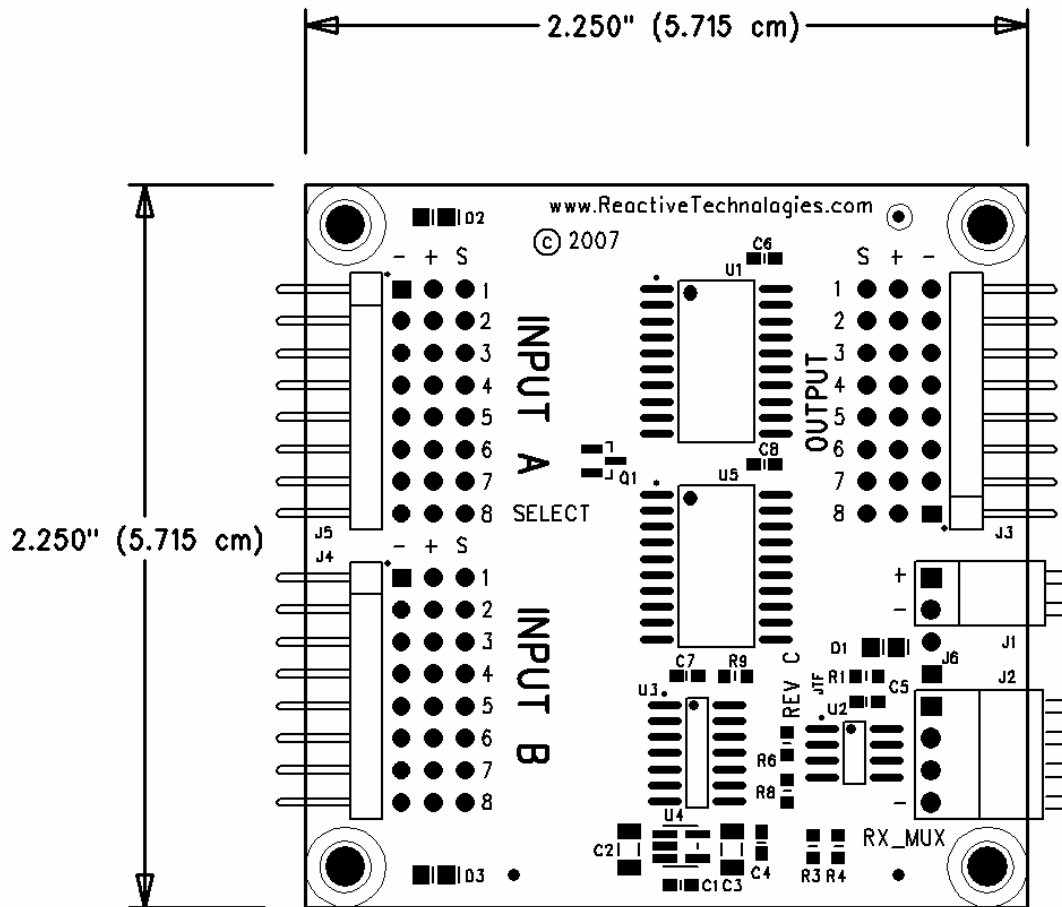 2.250" (5.715 cm)
www.ReactiveTechnologies.com
© 2007
D2
C6
U1
- + S
S + -
1
2
3
4
5
6
7
8
INPUT A
SELECT
J5
Q1
C8
U5
1
2
3
4
5
6
7
8
OUTPUT
J3
2.250" (5.715 cm)
- + S
J4
1
2
3
4
5
6
7
8
INPUT B
+
-
J1
D1
J6
J2
C7
R9
REV C
JTF
R1
C5
U3
U2
R6
R8
-
U4
C2
C1
C3
C4
R3
R4
RX_MUX
D3